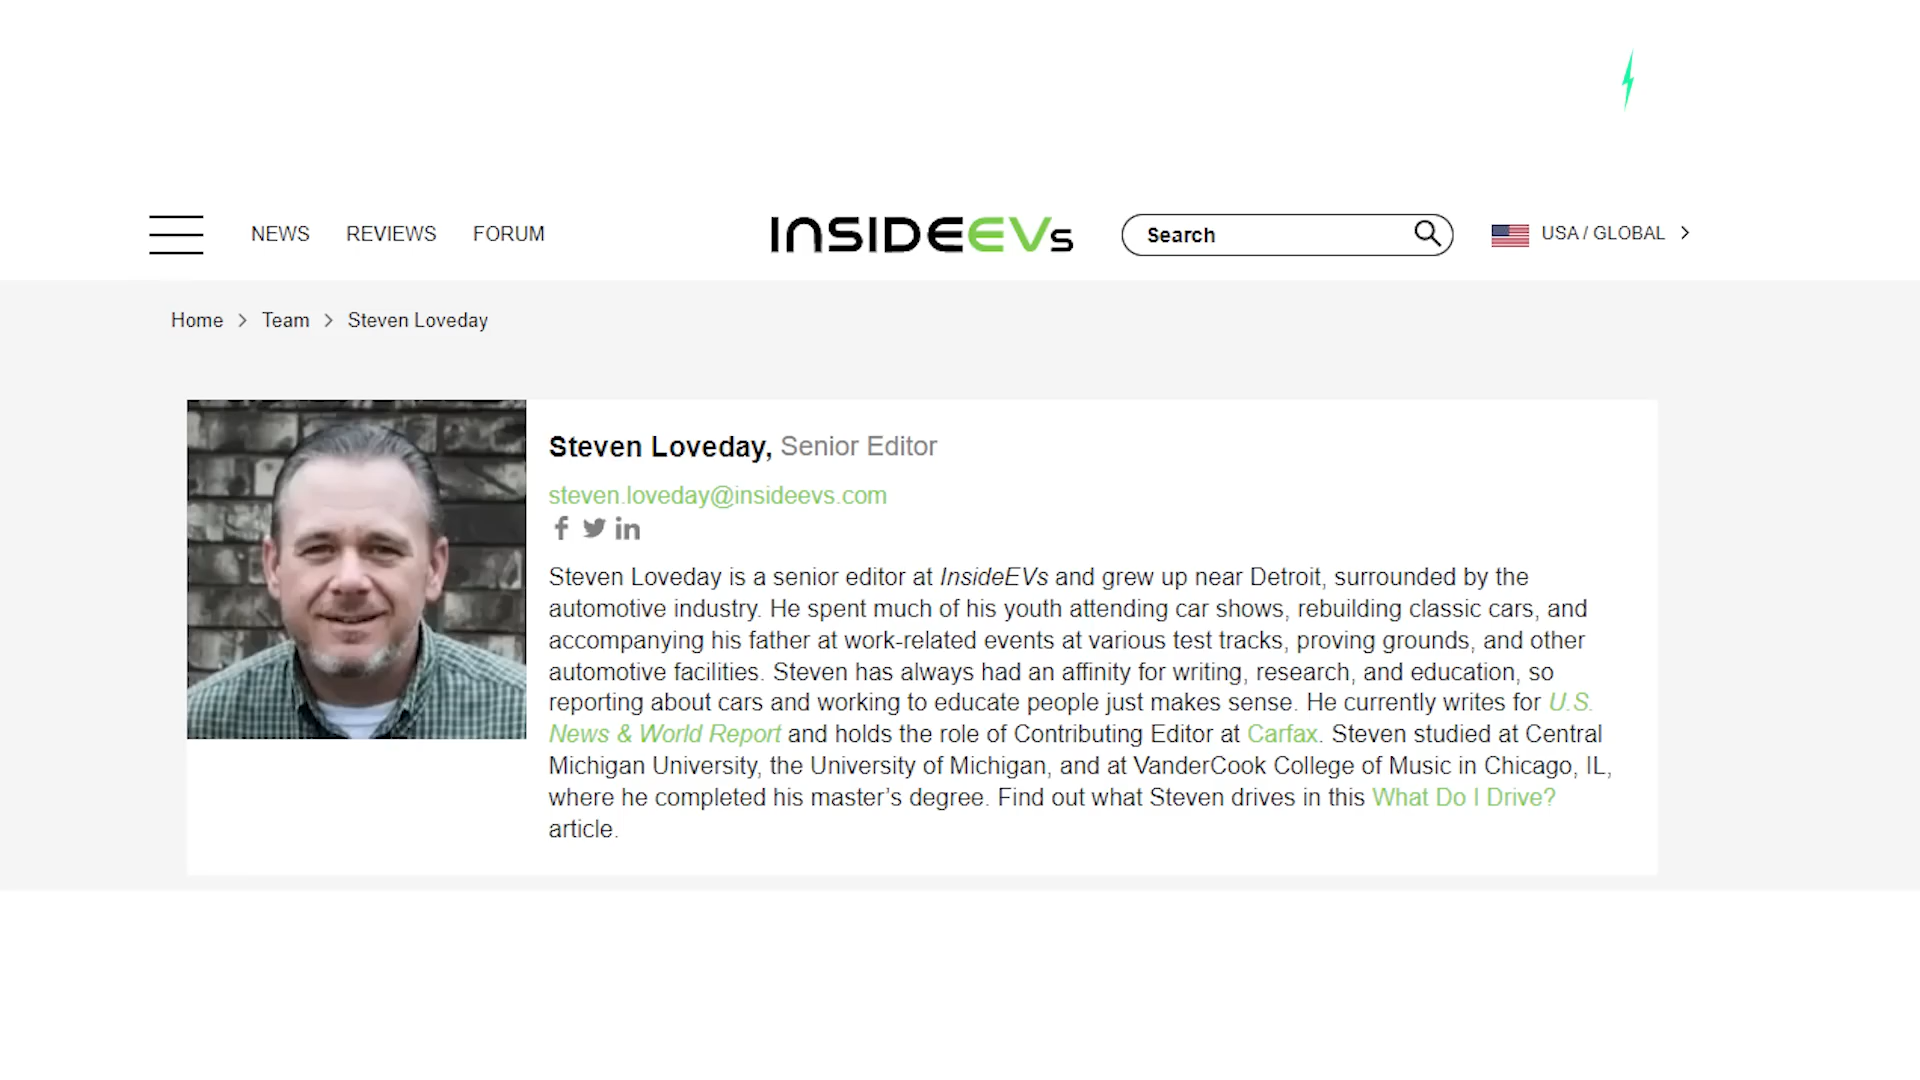 NEWS REVIEWS FORUM INSIDEEVs Search USA / GLOBAL
Home > Team > Steven Loveday
Steven Loveday, Senior Editor
steven.loveday@insideevs.com
Steven Loveday is a senior editor at InsideEVs and grew up near Detroit, surrounded by the
automotive industry. He spent much of his youth attending car shows, rebuilding classic cars, and
accompanying his father at work-related events at various test tracks, proving grounds, and other
automotive facilities. Steven has always had an affinity for writing, research, and education, so
reporting about cars and working to educate people just makes sense. He currently writes for U.S.
News & World Report and holds the role of Contributing Editor at Carfax. Steven studied at Central
Michigan University, the University of Michigan, and at VanderCook College of Music in Chicago, IL,
where he completed his master’s degree. Find out what Steven drives in this What Do I Drive?
article.